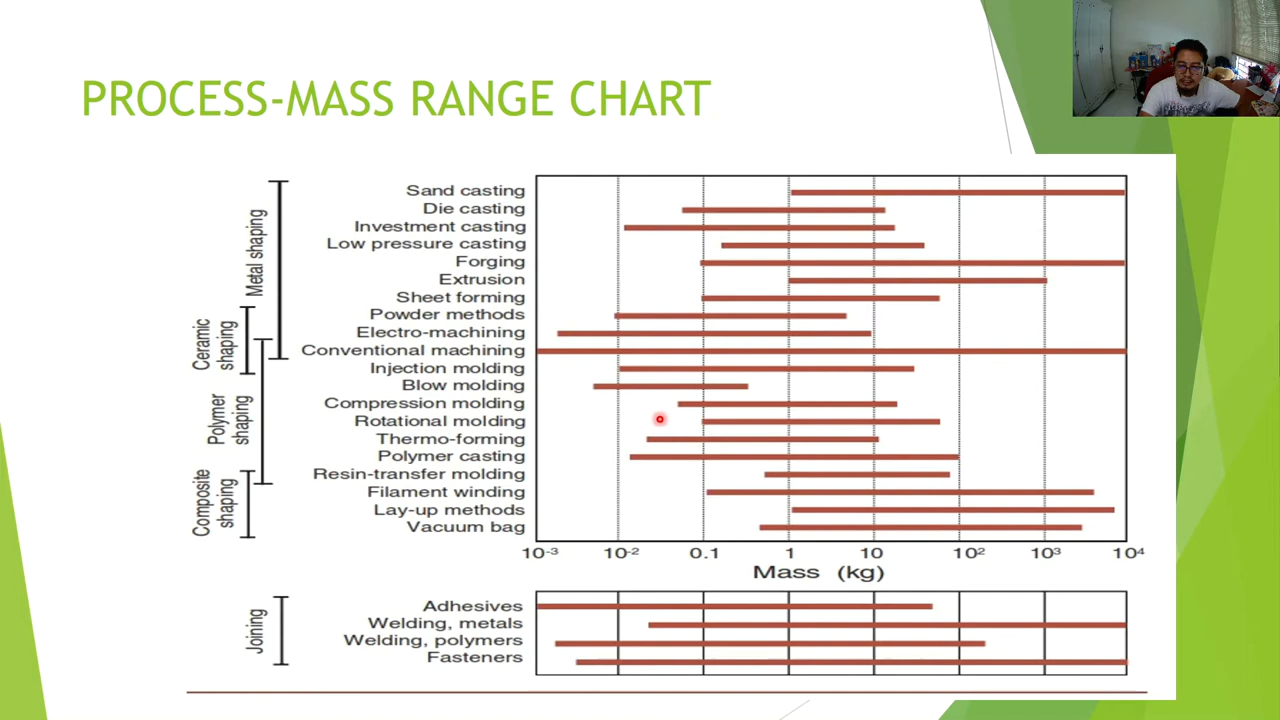 PROCESS-MASS RANGE CHART
Metal shaping
Ceramic
shaping
Polymer
shaping
Composite
shaping
Sand casting
Die casting
Investment casting
Low pressure casting
Forging
Extrusion
Sheet forming
Powder methods
Electro-machining
Conventional machining
Injection molding
Blow molding
Compression molding
Rotational molding
Thermo-forming
Polymer casting
Resin-transfer molding
Filament winding
Lay-up methods
Vacuum bag
10⁻³ 10⁻² 0.1 1 10 10² 10³ 10⁴
Mass (kg)
Joining
Adhesives
Welding, metals
Welding, polymers
Fasteners